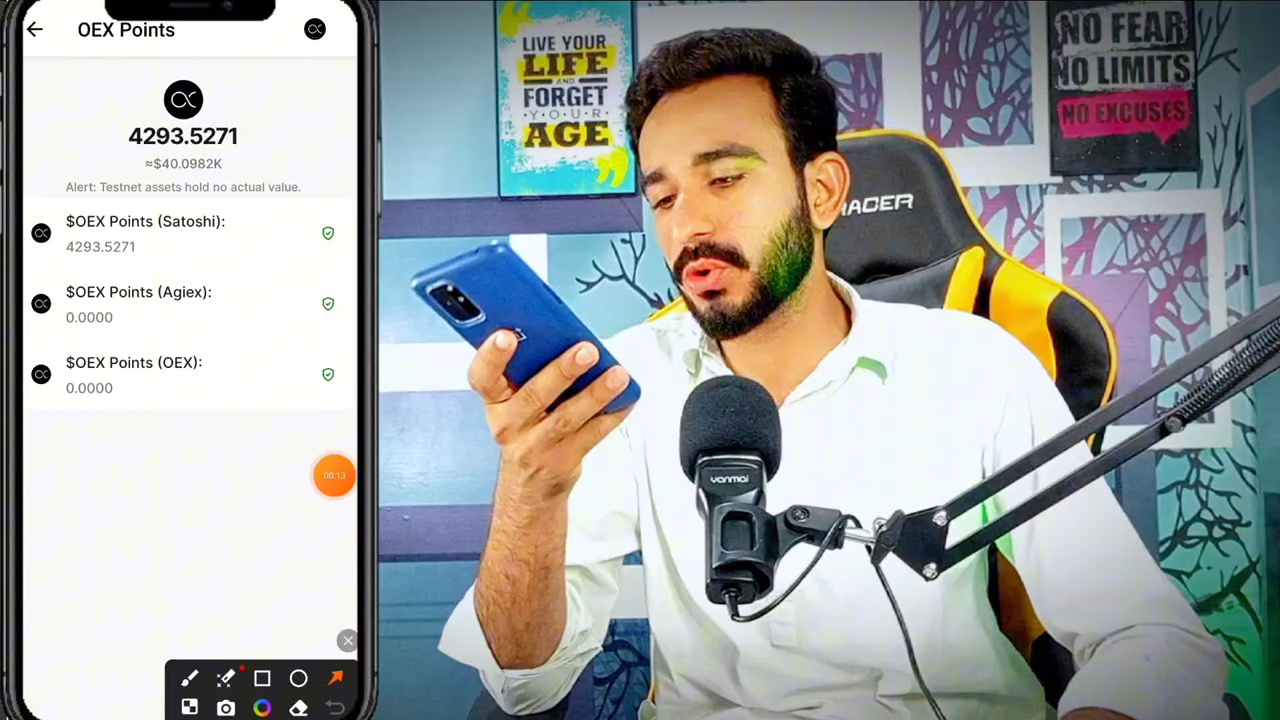 OEX Points
4293.5271
≈$40.0982K
Alert: Testnet assets hold no actual value.
$OEX Points (Satoshi):
4293.5271
$OEX Points (Agiex):
0.0000
$OEX Points (OEX):
0.0000
00:13
LIVE YOUR
LIFE
AND
FORGET
YOUR
AGE
NO FEAR
NO LIMITS
NO EXCUSES
RACER
vanmai